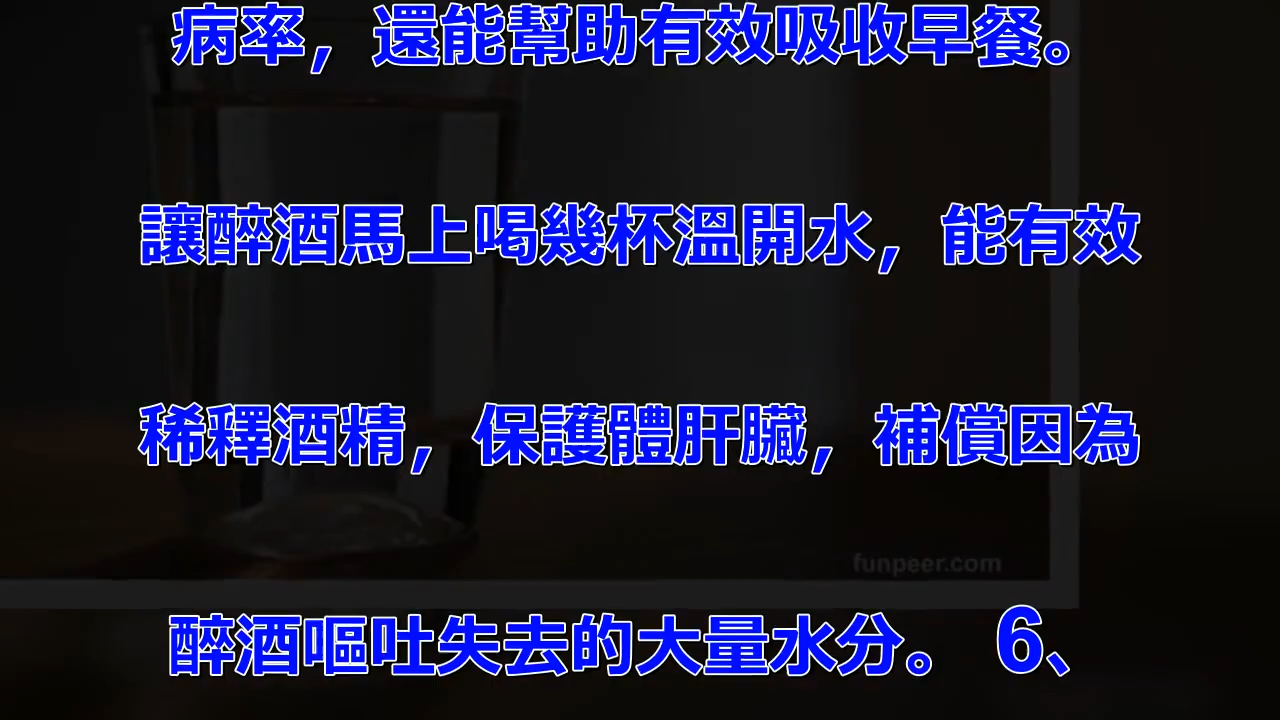 病率，還能幫助有效吸收早餐。
讓醉酒馬上喝幾杯溫開水，能有效
稀釋酒精，保護體肝臟，補償因為
funpeer.com
醉酒嘔吐失去的大量水分。 6、